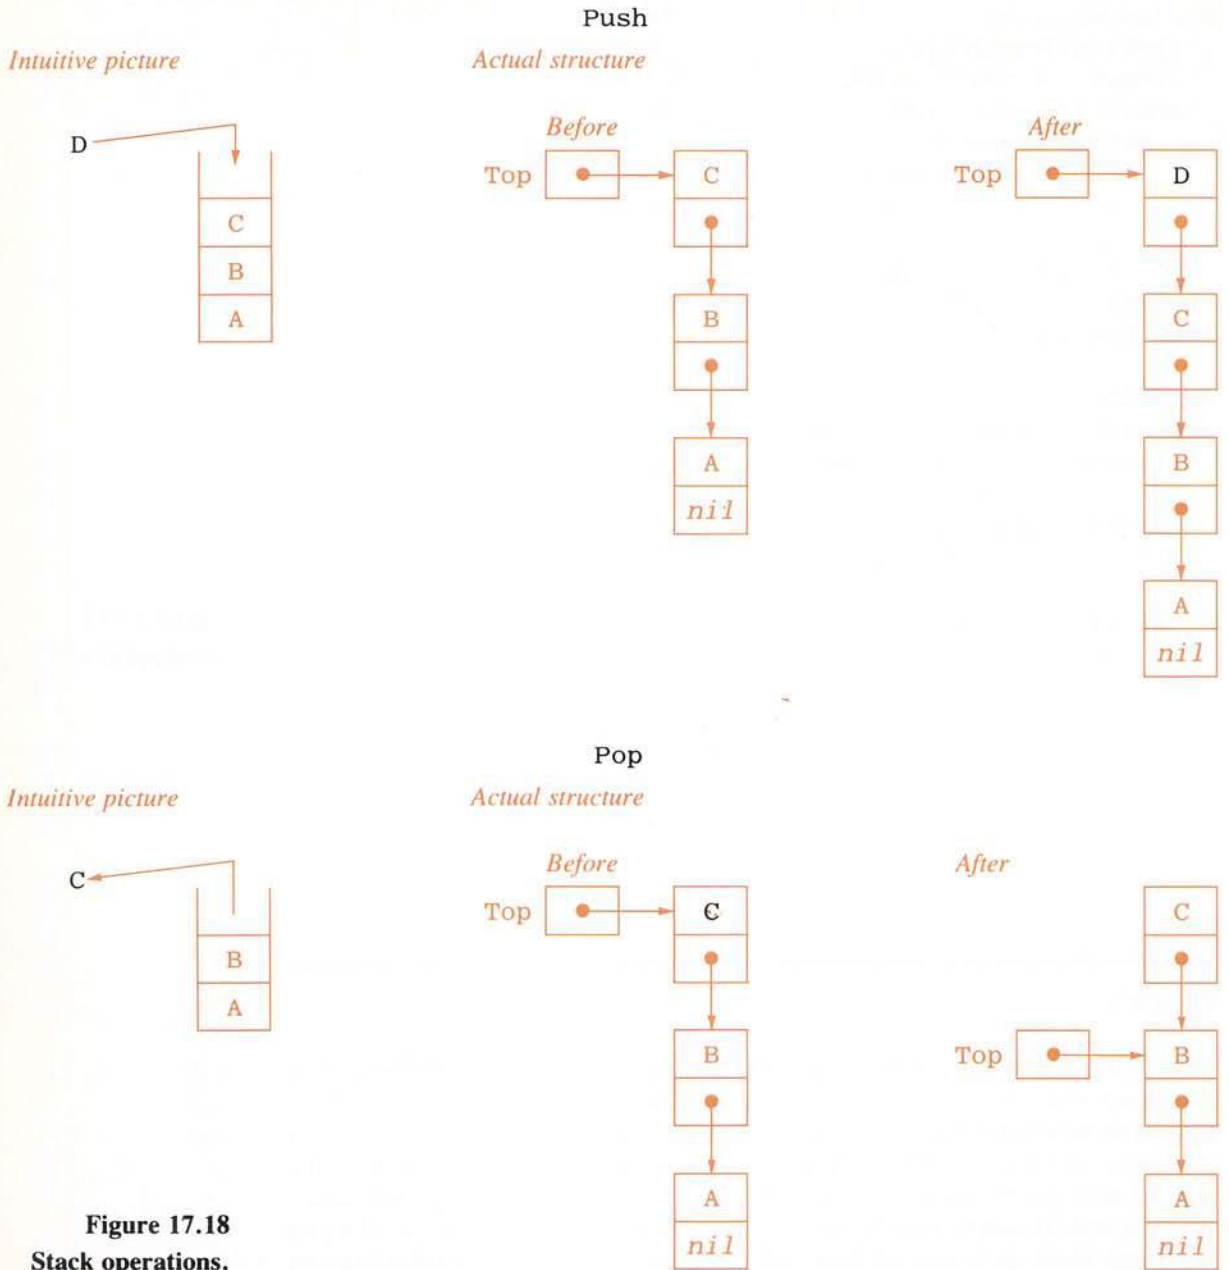 Push
Intuitive picture
Actual structure
Before
After
D
Top
C
Top
D
C
B
B
C
A
A
B
nil
A
nil
Pop
Intuitive picture
Actual structure
Before
After
C
Top
C
C
B
A
B
Top
B
A
A
nil
nil
Figure 17.18
Stack operations.